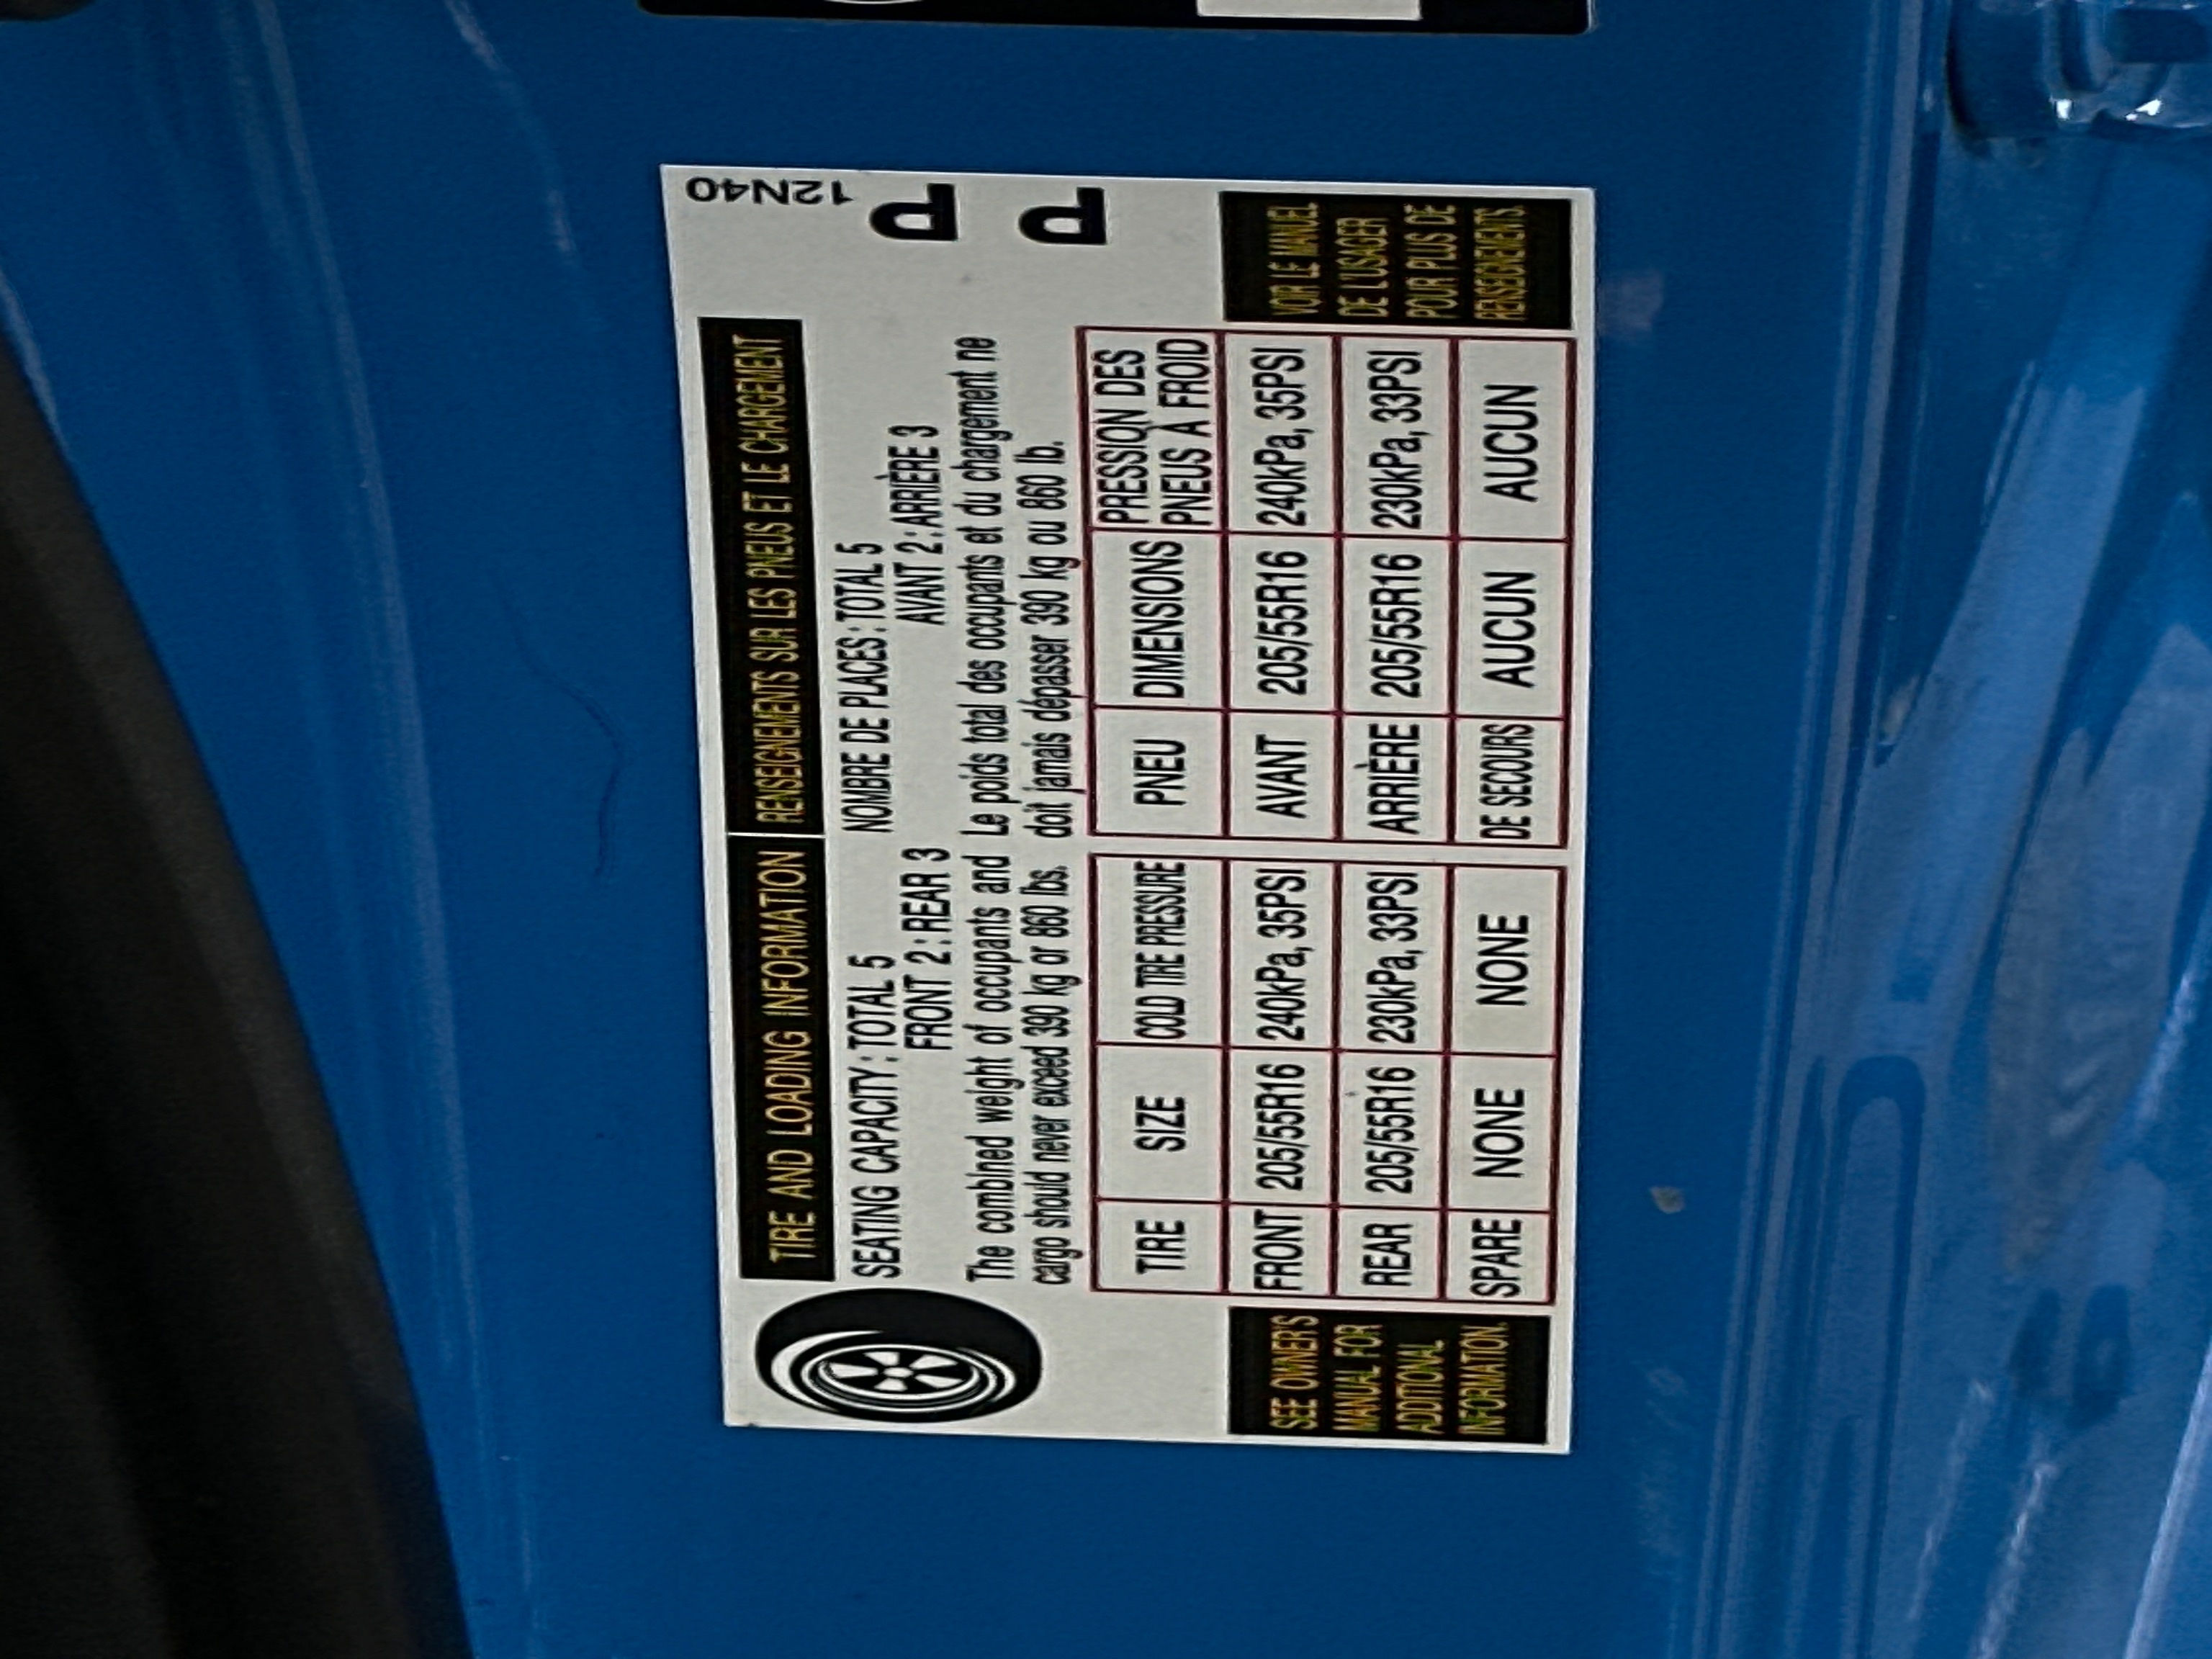 12N40
P
P
TIRE AND LOADING INFORMATION
RENSEIGNEMENTS SUR LES PNEUS ET LE CHARGEMENT
SEATING CAPACITY : TOTAL 5
FRONT 2 : REAR 3
NOMBRE DE PLACES : TOTAL 5
AVANT 2 : ARRIÈRE 3
The combined weight of occupants and
cargo should never exceed 390 kg or 860 lbs.
Le poids total des occupants et du chargement ne
doit jamais dépasser 390 kg ou 860 lb.
TIRE SIZE COLD TIRE PRESSURE
FRONT 205/55R16 240kPa, 35PSI
REAR 205/55R16 230kPa, 33PSI
SPARE NONE NONE
PNEU DIMENSIONS PRESSION DES
PNEUS À FROID
AVANT 205/55R16 240kPa, 35PSI
ARRIÈRE 205/55R16 230kPa, 33PSI
DE SECOURS AUCUN AUCUN
SEE OWNER'S
MANUAL FOR
ADDITIONAL
INFORMATION.
VOIR LE MANUEL
DE L'USAGER
POUR PLUS DE
RENSEIGNEMENTS.